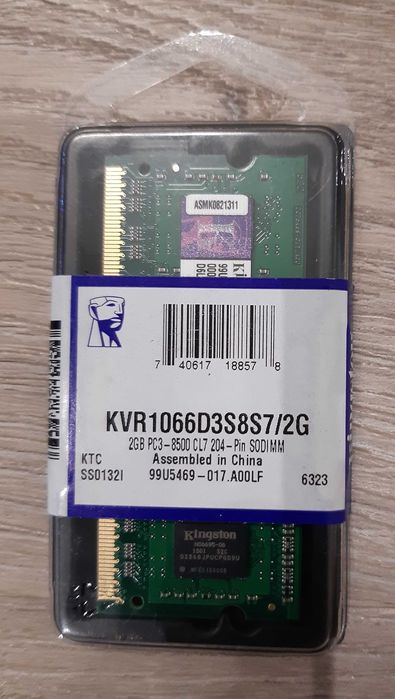 ASMK0821311
7 40617 18857 8
KVR1066D3S8S7/2G
2GB PC3-8500 CL7 204-Pin SODIMM
KTC Assembled in China
SS0132I 99U5469-017.A00LF 6323
Kingston